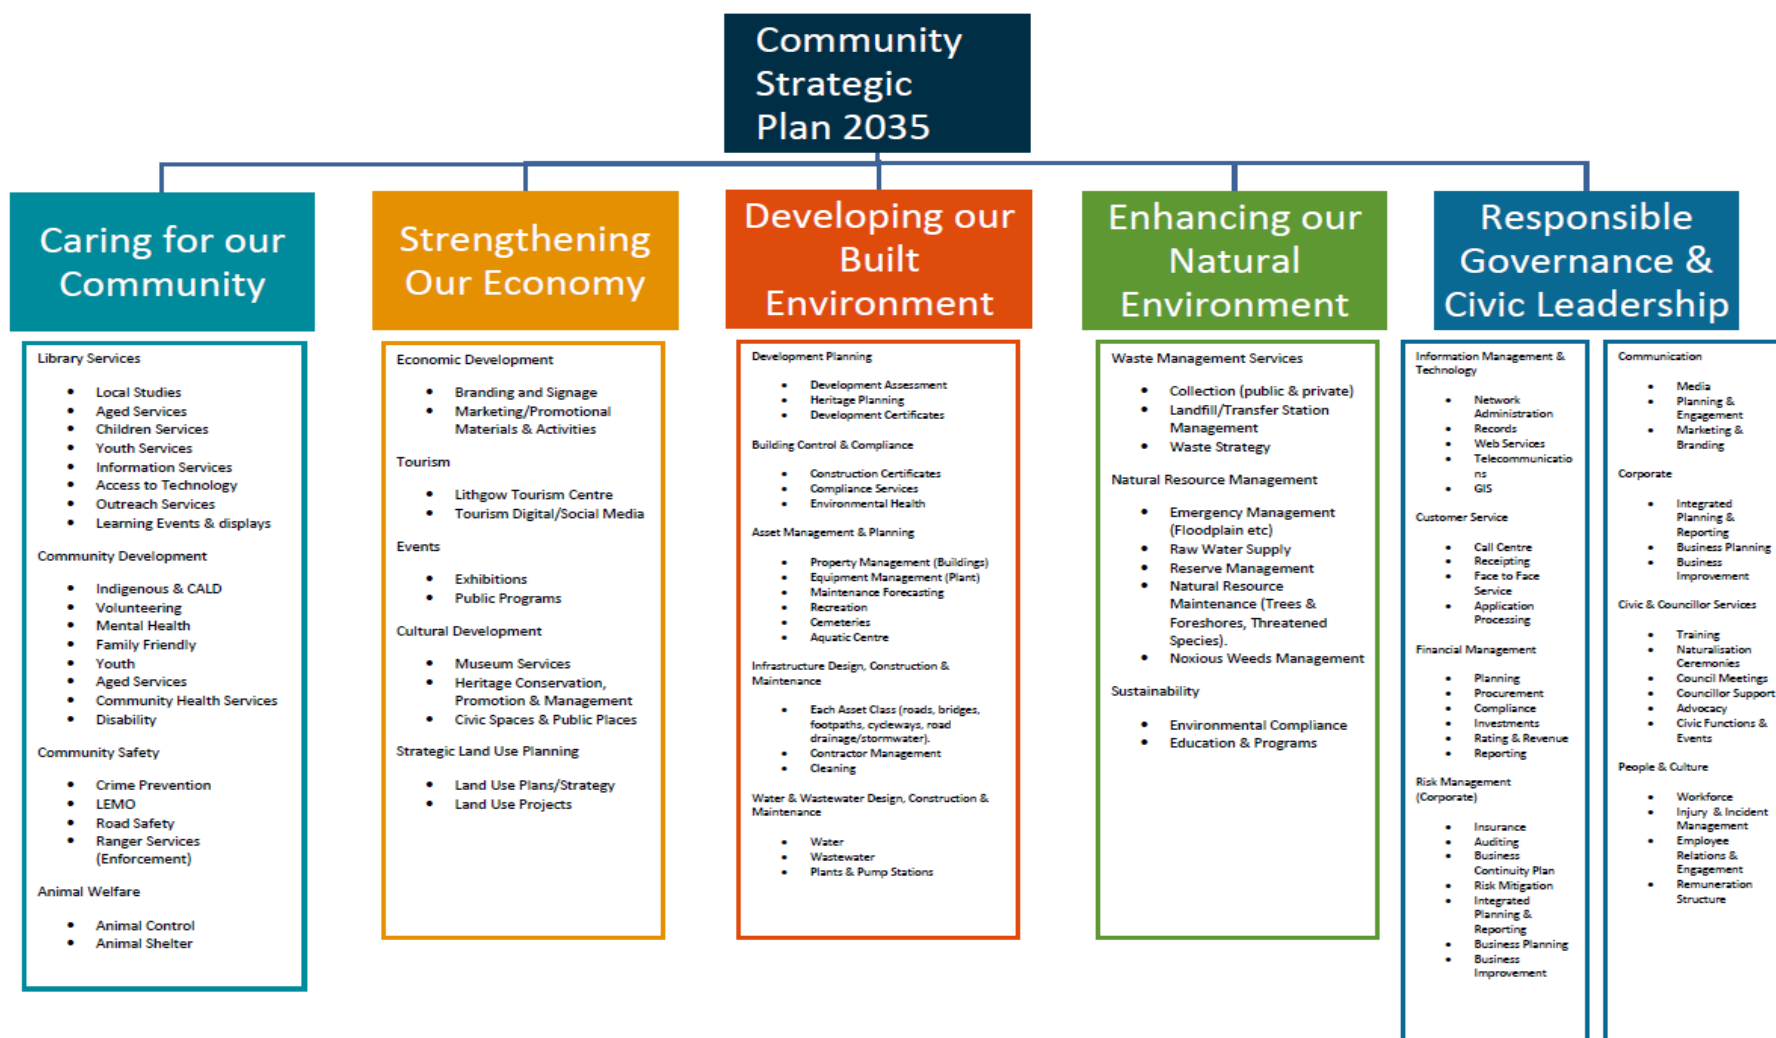 Community
Strategic
Plan 2035
Caring for our
Community
Strengthening
Our Economy
Developing our
Built
Environment
Enhancing our
Natural
Environment
Responsible
Governance &
Civic Leadership
Library Services
• Local Studies
• Aged Services
• Children Services
• Youth Services
• Information Services
• Access to Technology
• Outreach Services
• Learning Events & displays
Community Development
• Indigenous & CALD
• Volunteering
• Mental Health
• Family Friendly
• Youth
• Aged Services
• Community Health Services
• Disability
Community Safety
• Crime Prevention
• LEMO
• Road Safety
• Ranger Services
(Enforcement)
Animal Welfare
• Animal Control
• Animal Shelter
Economic Development
• Branding and Signage
• Marketing/Promotional
Materials & Activities
Tourism
• Lithgow Tourism Centre
• Tourism Digital/Social Media
Events
• Exhibitions
• Public Programs
Cultural Development
• Museum Services
• Heritage Conservation,
Promotion & Management
• Civic Spaces & Public Places
Strategic Land Use Planning
• Land Use Plans/Strategy
• Land Use Projects
Development Planning
• Development Assessment
• Heritage Planning
• Development Certificates
Building Control & Compliance
• Construction Certificates
• Compliance Services
• Environmental Health
Asset Management & Planning
• Property Management (Buildings)
• Equipment Management (Plant)
• Maintenance Forecasting
• Recreation
• Cemeteries
• Aquatic Centre
Infrastructure Design, Construction &
Maintenance
• Each Asset Class (roads, bridges,
footpaths, cycleways, road
drainage/stormwater).
• Contractor Management
• Cleaning
Water & Wastewater Design, Construction &
Maintenance
• Water
• Wastewater
• Plants & Pump Stations
Waste Management Services
• Collection (public & private)
• Landfill/Transfer Station
Management
• Waste Strategy
Natural Resource Management
• Emergency Management
(Floodplain etc)
• Raw Water Supply
• Reserve Management
• Natural Resource
Maintenance (Trees &
Foreshores, Threatened
Species).
• Noxious Weeds Management
Sustainability
• Environmental Compliance
• Education & Programs
Information Management &
Technology
• Network
Administration
• Records
• Web Services
• Telecommunicatio
ns
• GIS
Customer Service
• Call Centre
• Receipting
• Face to Face
Service
• Application
Processing
Financial Management
• Planning
• Procurement
• Compliance
• Investments
• Rating & Revenue
• Reporting
Risk Management
(Corporate)
• Insurance
• Auditing
• Business
Continuity Plan
• Risk Mitigation
• Integrated
Planning &
Reporting
• Business Planning
• Business
Improvement
Communication
• Media
• Planning &
Engagement
• Marketing &
Branding
Corporate
• Integrated
Planning &
Reporting
• Business Planning
• Business
Improvement
Civic & Councillor Services
• Training
• Naturalisation
Ceremonies
• Council Meetings
• Councillor Support
• Advocacy
• Civic Functions &
Events
People & Culture
• Workforce
• Injury & Incident
Management
• Employee
Relations &
Engagement
• Remuneration
Structure